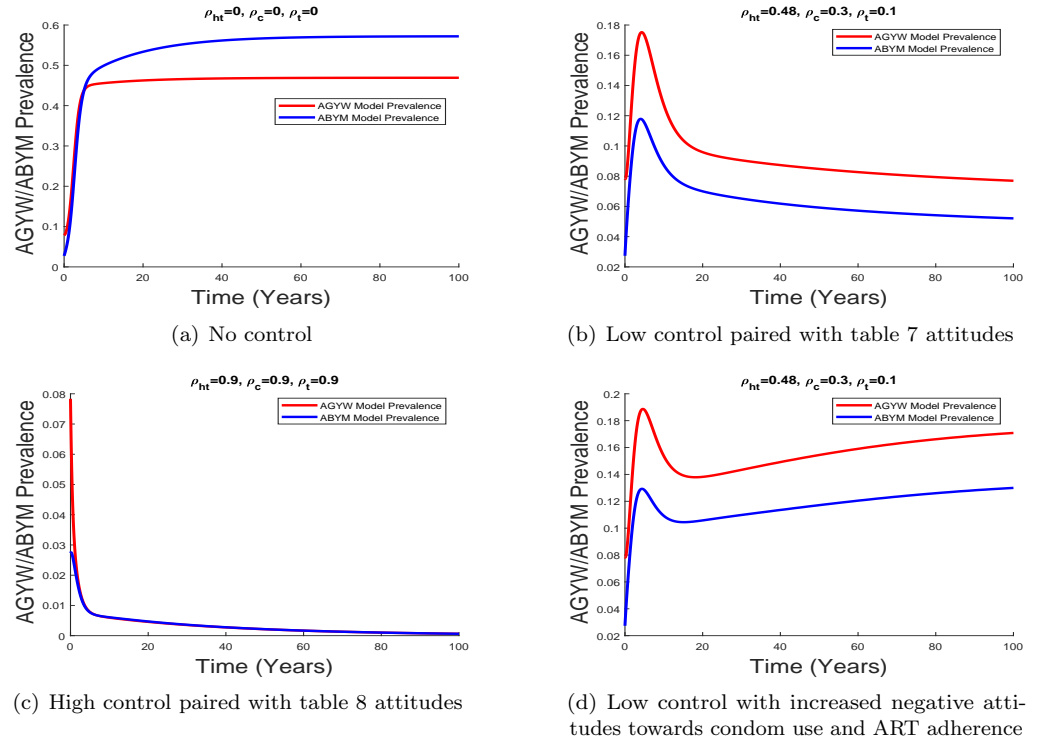 ρht=0, ρc=0, ρt=0
0.6
0.5
0.4
0.3
0.2
0.1
0
AGYW/ABYM Prevalence
AGYW Model Prevalence
ABYM Model Prevalence
0 20 40 60 80 100
Time (Years)
(a) No control
ρht=0.48, ρc=0.3, ρt=0.1
0.18
0.16
0.14
0.12
0.1
0.08
0.06
0.04
0.02
AGYW/ABYM Prevalence
AGYW Model Prevalence
ABYM Model Prevalence
0 20 40 60 80 100
Time (Years)
(b) Low control paired with table 7 attitudes
ρht=0.9, ρc=0.9, ρt=0.9
0.08
0.07
0.06
0.05
0.04
0.03
0.02
0.01
0
AGYW/ABYM Prevalence
AGYW Model Prevalence
ABYM Model Prevalence
0 20 40 60 80 100
Time (Years)
(c) High control paired with table 8 attitudes
ρht=0.48, ρc=0.3, ρt=0.1
0.2
0.18
0.16
0.14
0.12
0.1
0.08
0.06
0.04
0.02
AGYW/ABYM Prevalence
AGYW Model Prevalence
ABYM Model Prevalence
0 20 40 60 80 100
Time (Years)
(d) Low control with increased negative atti-
tudes towards condom use and ART adherence